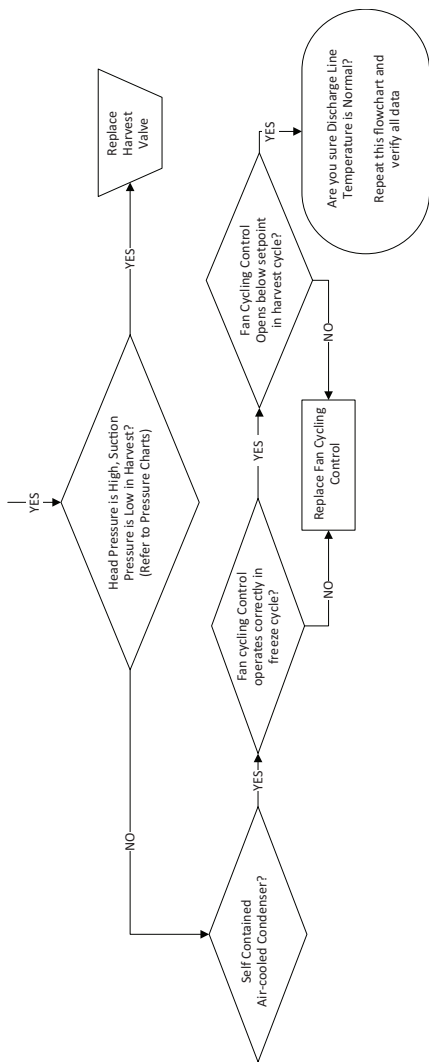 YES
Head Pressure is High, Suction
Pressure is Low in Harvest?
(Refer to Pressure Charts)
YES
Replace
Harvest
Valve
NO
Self Contained
Air-cooled Condenser?
YES
Fan cycling Control
operates correctly in
freeze cycle?
YES
Fan Cycling Control
Opens below setpoint
in harvest cycle?
YES
Are you sure Discharge Line
Temperature is Normal?
Repeat this flowchart and
verify all data
NO
Replace Fan Cycling
Control
NO